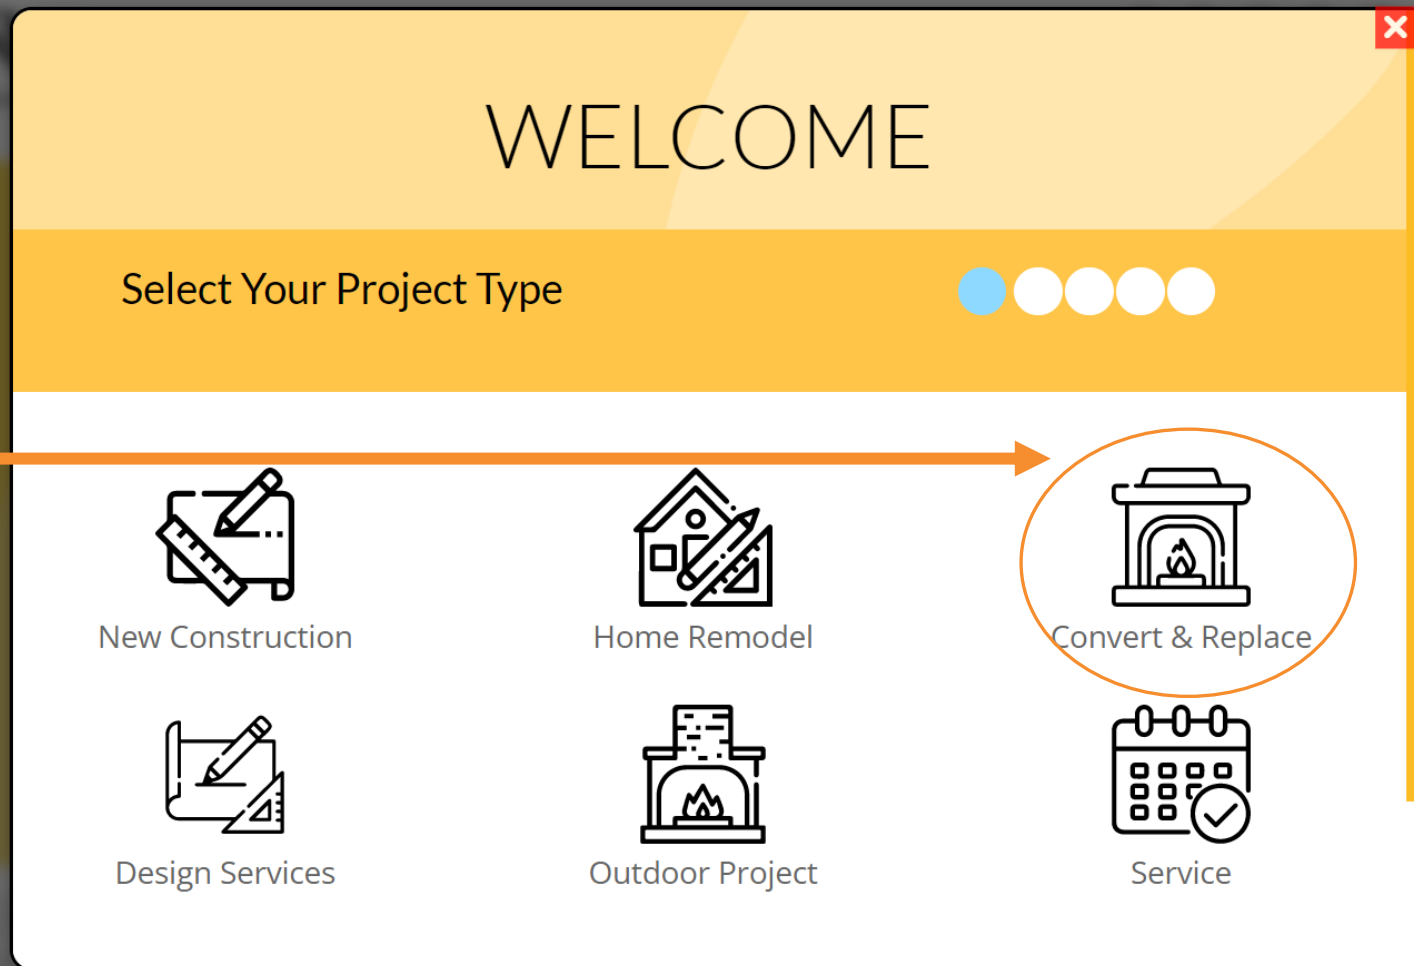 WELCOME
Select Your Project Type
New Construction
Home Remodel
Convert & Replace
Design Services
Outdoor Project
Service